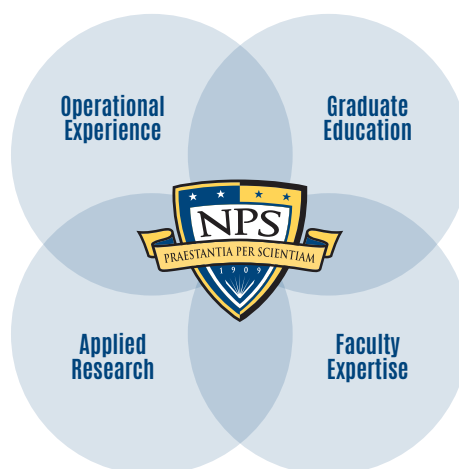 Operational
Experience
Graduate
Education
NPS
PRAESTANTIA PER SCIENTIAM
1909
Applied
Research
Faculty
Expertise